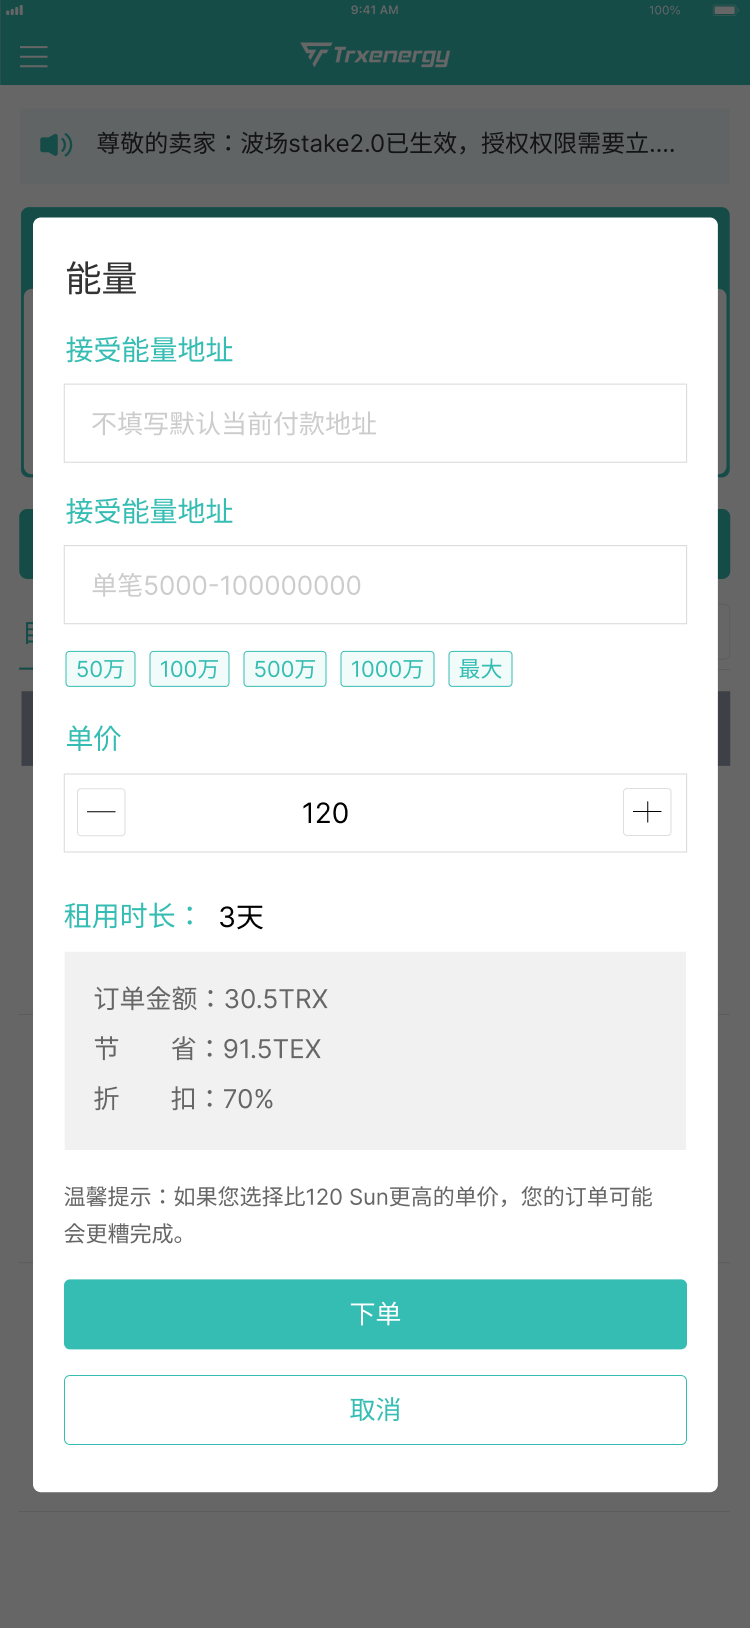 9:41 AM
100%
Trxenergy
尊敬的卖家：波场stake2.0已生效，授权权限需要立....
能量
接受能量地址
不填写默认当前付款地址
接受能量地址
单笔5000-100000000
50万
100万
500万
1000万
最大
单价
120
租用时长： 3天
订单金额：30.5TRX
节 省：91.5TEX
折 扣：70%
温馨提示：如果您选择比120 Sun更高的单价，您的订单可能
会更糟完成。
下单
取消